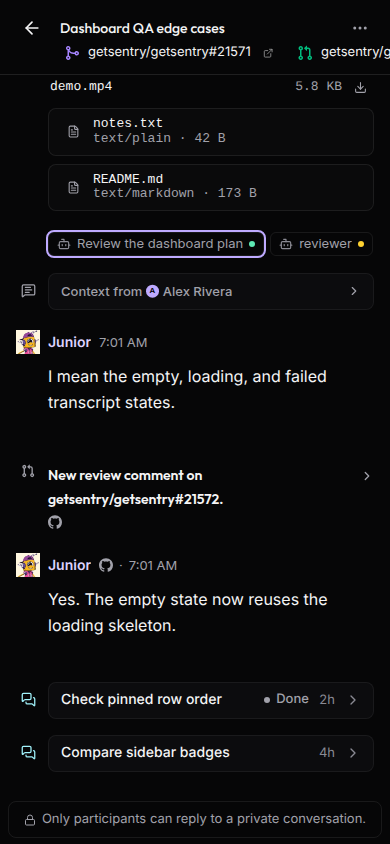 Dashboard QA edge cases
getsentry/getsentry#21571
getsentry/g
demo.mp4 5.8 KB
notes.txt
text/plain · 42 B
README.md
text/markdown · 173 B
Review the dashboard plan
reviewer
Context from A Alex Rivera
Junior 7:01 AM
I mean the empty, loading, and failed
transcript states.
New review comment on
getsentry/getsentry#21572.
Junior · 7:01 AM
Yes. The empty state now reuses the
loading skeleton.
Check pinned row order Done 2h
Compare sidebar badges 4h
Only participants can reply to a private conversation.